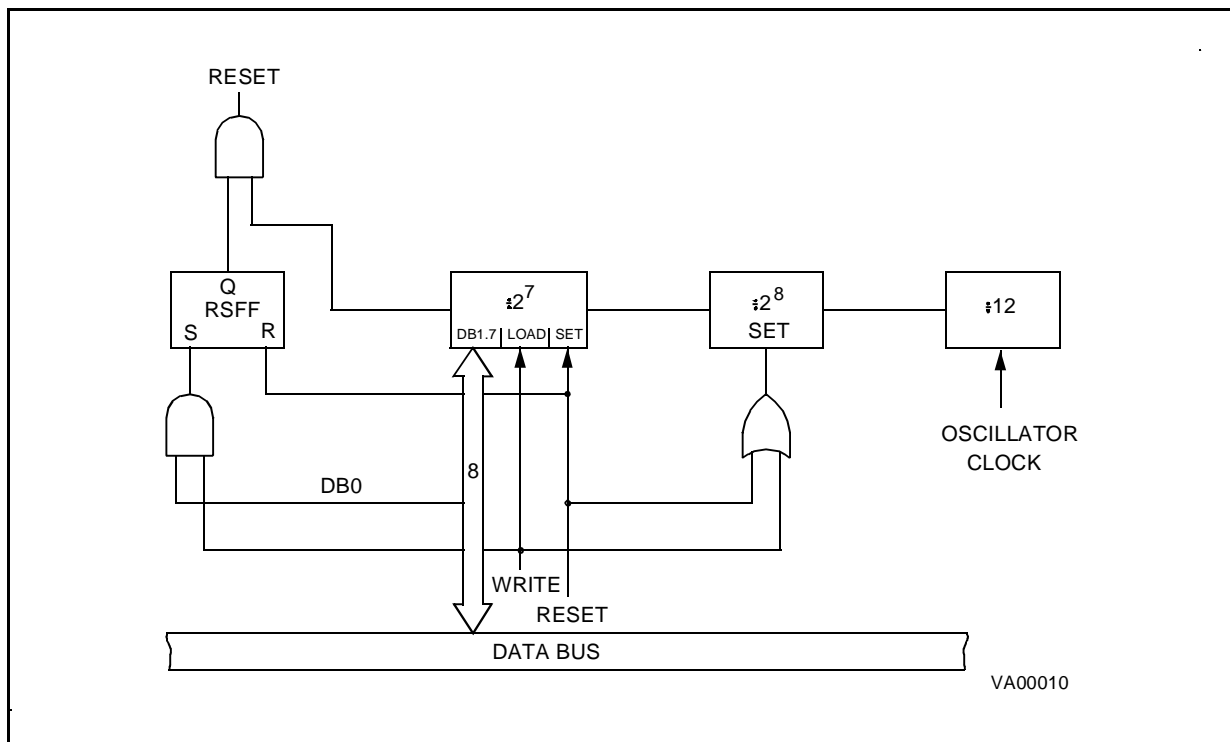 RESET
Q
RSFF
S R
÷2⁷
DB1.7 LOAD SET
÷2⁸
SET
÷12
OSCILLATOR
CLOCK
8
DB0
WRITE
RESET
DATA BUS
VA00010